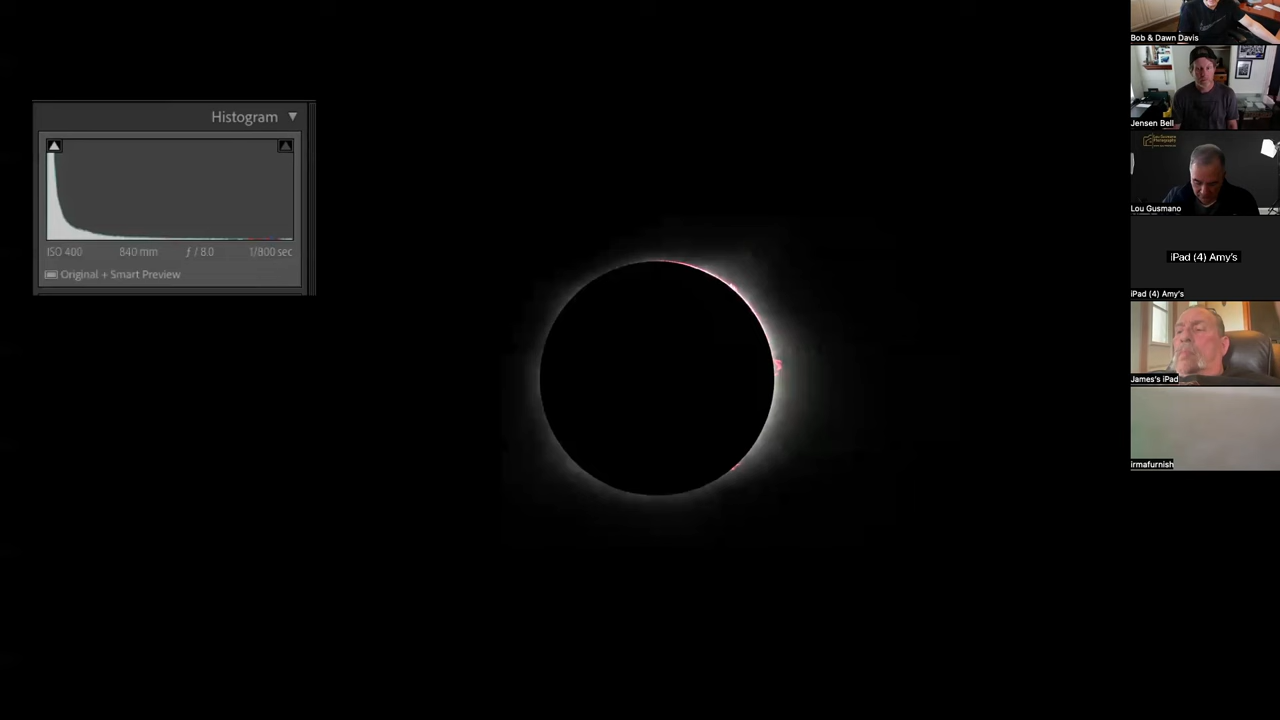 Histogram
ISO 400 840 mm ƒ / 8.0 1/800 sec
Original + Smart Preview
Bob & Dawn Davis
Jensen Bell
Lou Gusmano
iPad (4) Amy's
iPad (4) Amy's
James's iPad
irmafurnish